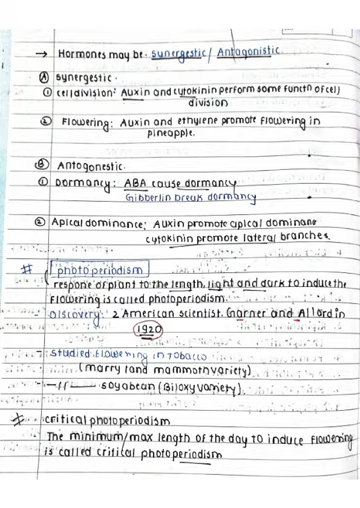 → Hormones may be synergestic / Antagonistic
Ⓐ synergestic.
① celldivision: Auxin and cytokinin perform some functn of cell
division
② Flowering: Auxin and ethylene promote flowering in
pineapple.
Ⓑ Antogonestic.
① Dormancy: ABA cause dormancy
Gibberlin break dormancy
② Apical dominance: Auxin promote apical dominane
cytokinin promote lateral branches.
# photo periodism
respone of plant to the length, light and dark to induce the
flowering is called photoperiodism.
Discovery: 2 American scientist. Garner and Allard in
1920
studied flowering in Tobacco
(marry land mammoth variety)
—11— soyabean (Biloxy variety)
# critical photoperiodism
The minimum/max length of the day to induce flowering
is called critical photoperiodism